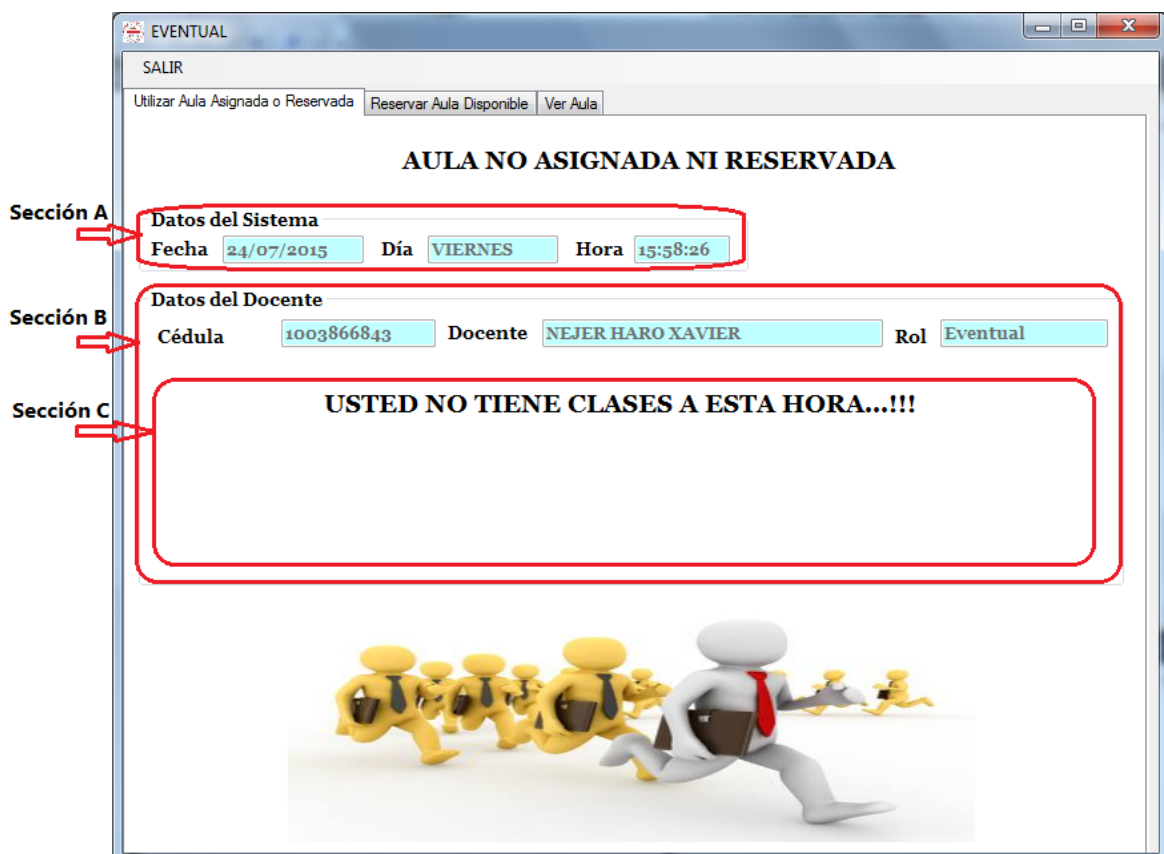 EVENTUAL
SALIR
Utilizar Aula Asignada o Reservada Reservar Aula Disponible Ver Aula
AULA NO ASIGNADA NI RESERVADA
Sección A
Datos del Sistema
Fecha 24/07/2015 Día VIERNES Hora 15:58:26
Sección B
Datos del Docente
Cédula 1003866843 Docente NEJER HARO XAVIER Rol Eventual
Sección C
USTED NO TIENE CLASES A ESTA HORA...!!!